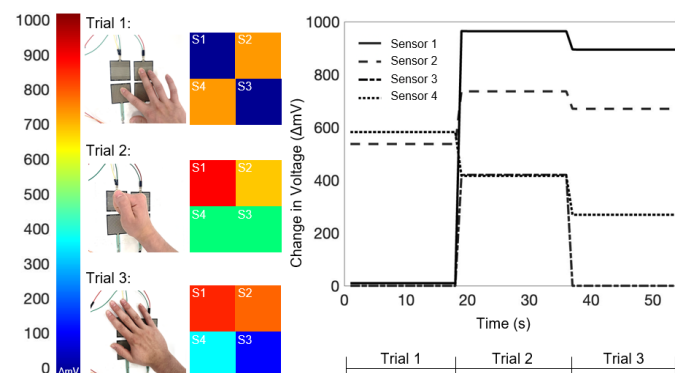 1000
900
800
700
600
500
400
300
200
100
0
ΔmV
Trial 1:
S1 S2
S4 S3
Trial 2:
S1 S2
S4 S3
Trial 3:
S1 S2
S4 S3
Change in Voltage (ΔmV)
1000
800
600
400
200
0
Sensor 1
Sensor 2
Sensor 3
Sensor 4
0 10 20 30 40 50
Time (s)
Trial 1 Trial 2 Trial 3